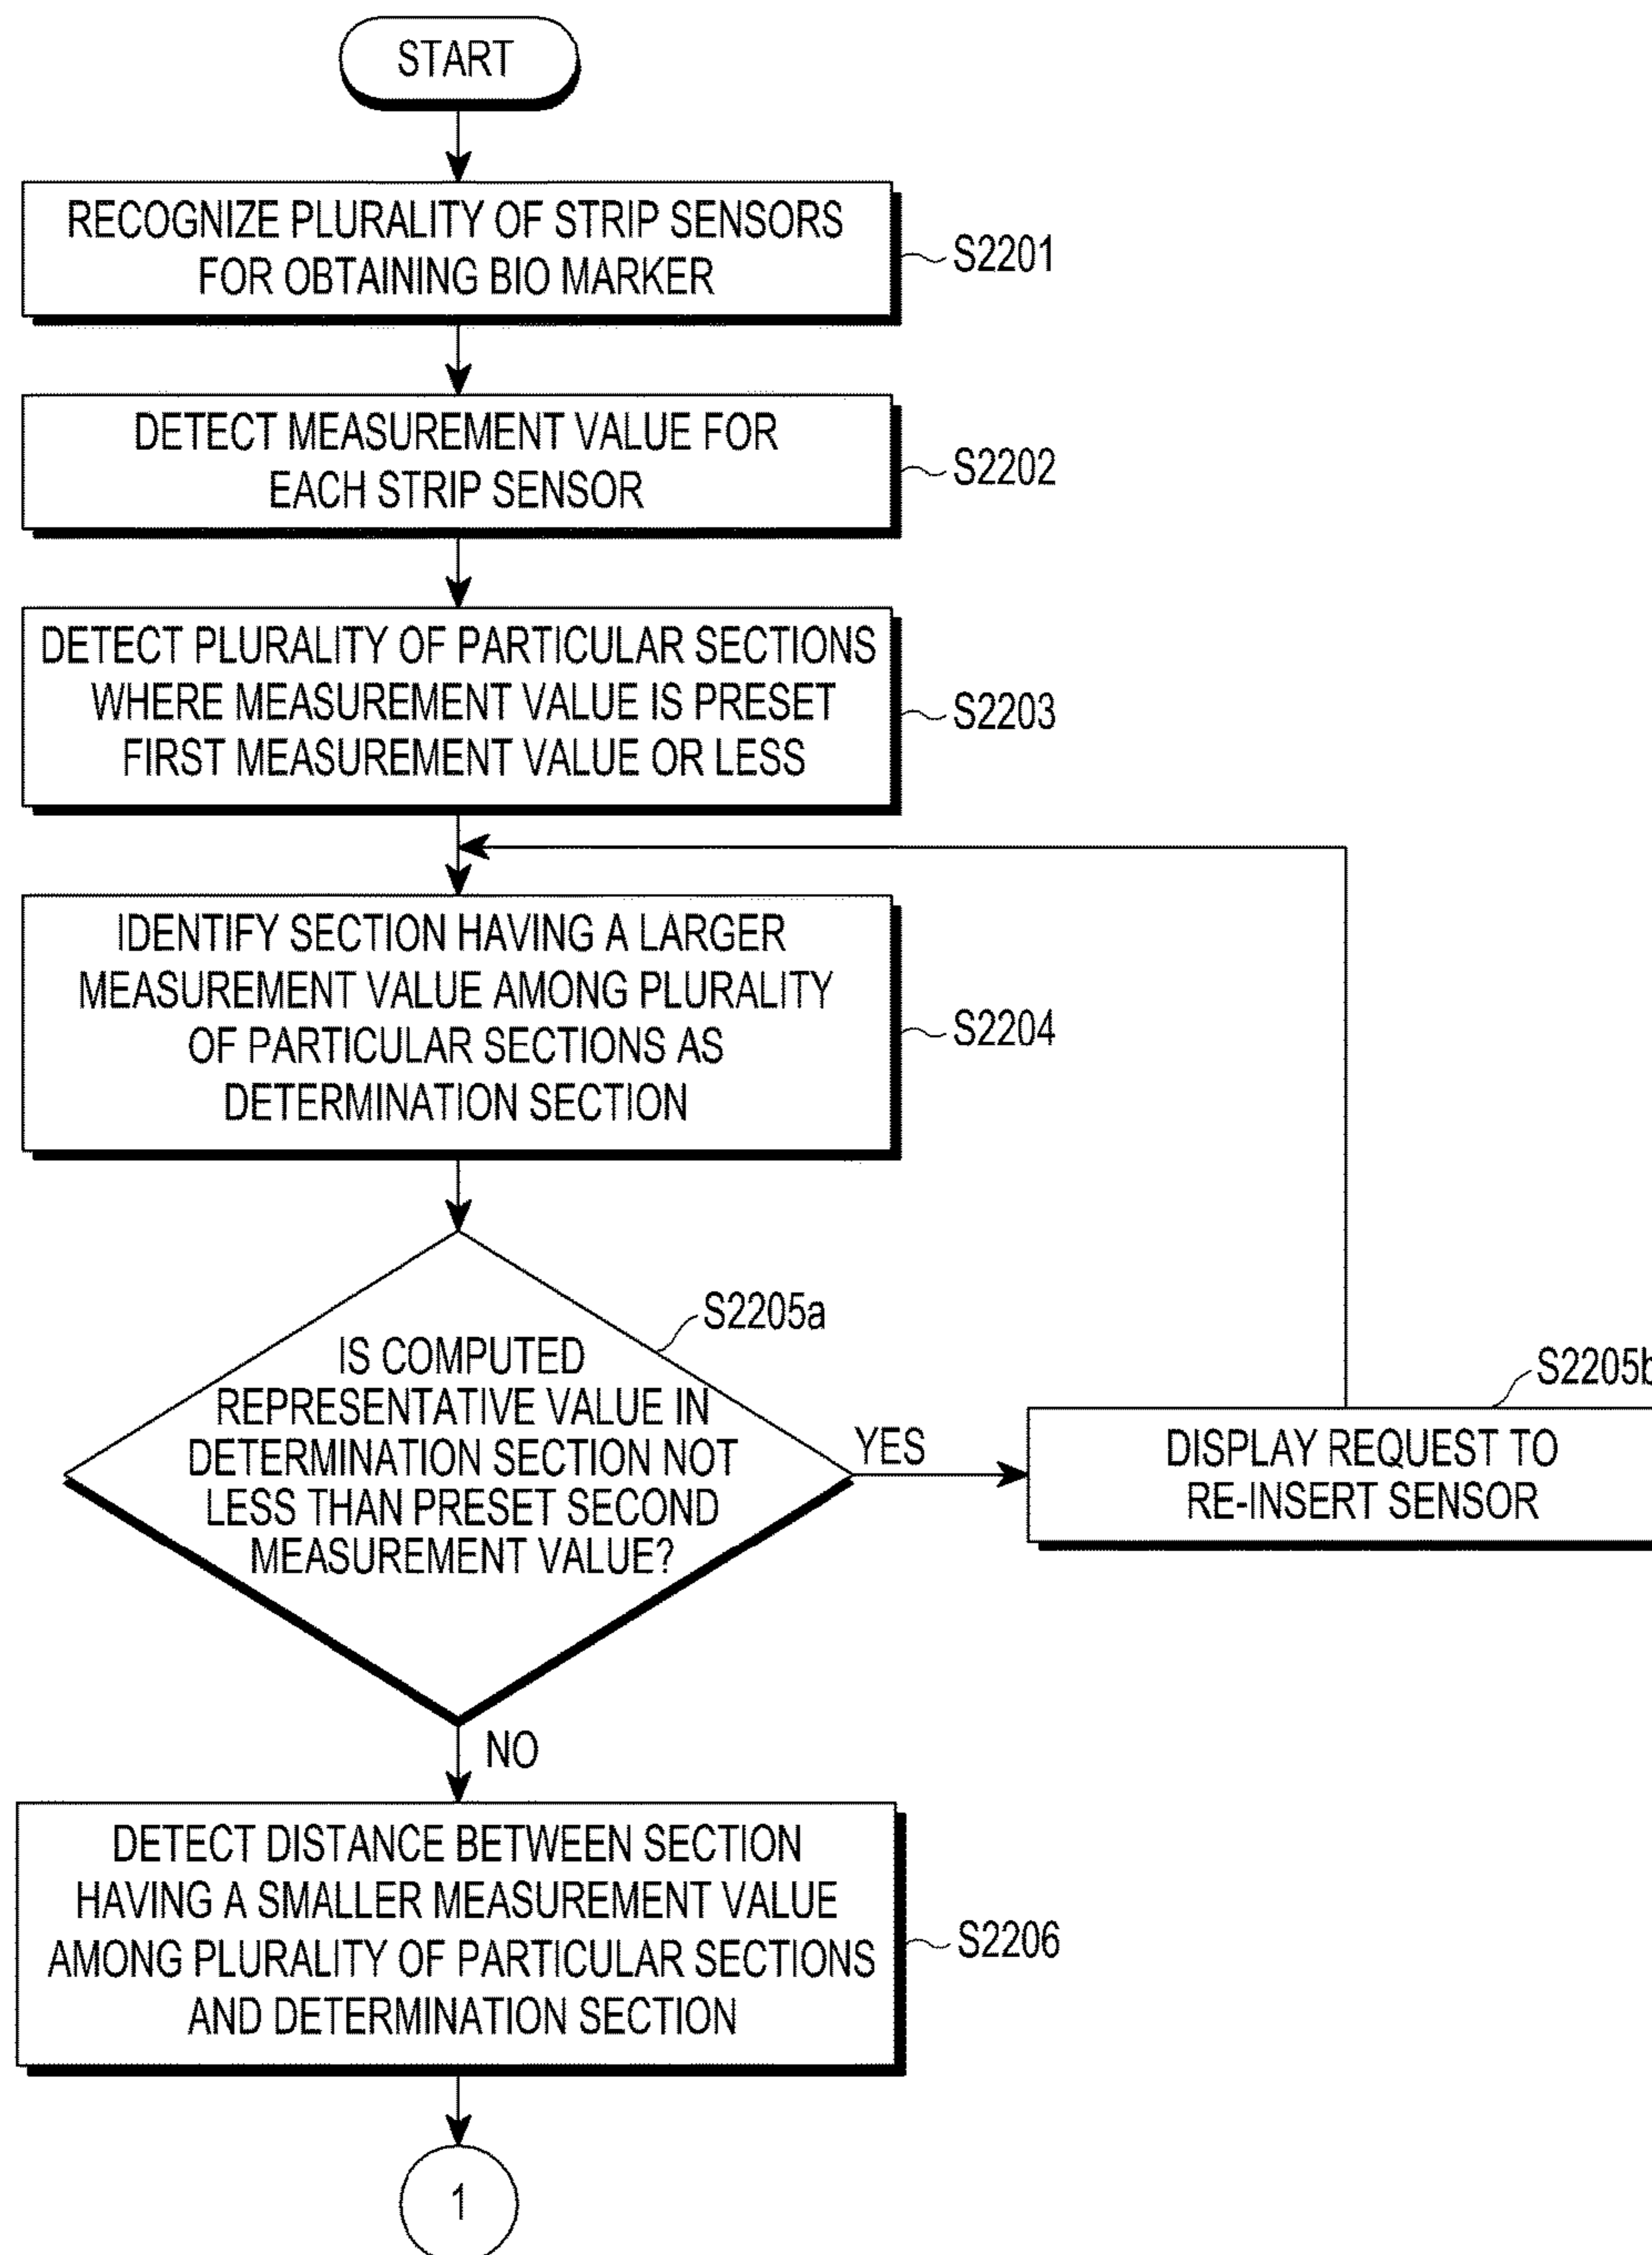 START
RECOGNIZE PLURALITY OF STRIP SENSORS
FOR OBTAINING BIO MARKER
S2201
DETECT MEASUREMENT VALUE FOR
EACH STRIP SENSOR
S2202
DETECT PLURALITY OF PARTICULAR SECTIONS
WHERE MEASUREMENT VALUE IS PRESET
FIRST MEASUREMENT VALUE OR LESS
S2203
IDENTIFY SECTION HAVING A LARGER
MEASUREMENT VALUE AMONG PLURALITY
OF PARTICULAR SECTIONS AS
DETERMINATION SECTION
S2204
S2205a
IS COMPUTED
REPRESENTATIVE VALUE IN
DETERMINATION SECTION NOT
LESS THAN PRESET SECOND
MEASUREMENT VALUE?
YES
S2205b
DISPLAY REQUEST TO
RE-INSERT SENSOR
NO
DETECT DISTANCE BETWEEN SECTION
HAVING A SMALLER MEASUREMENT VALUE
AMONG PLURALITY OF PARTICULAR SECTIONS
AND DETERMINATION SECTION
S2206
1